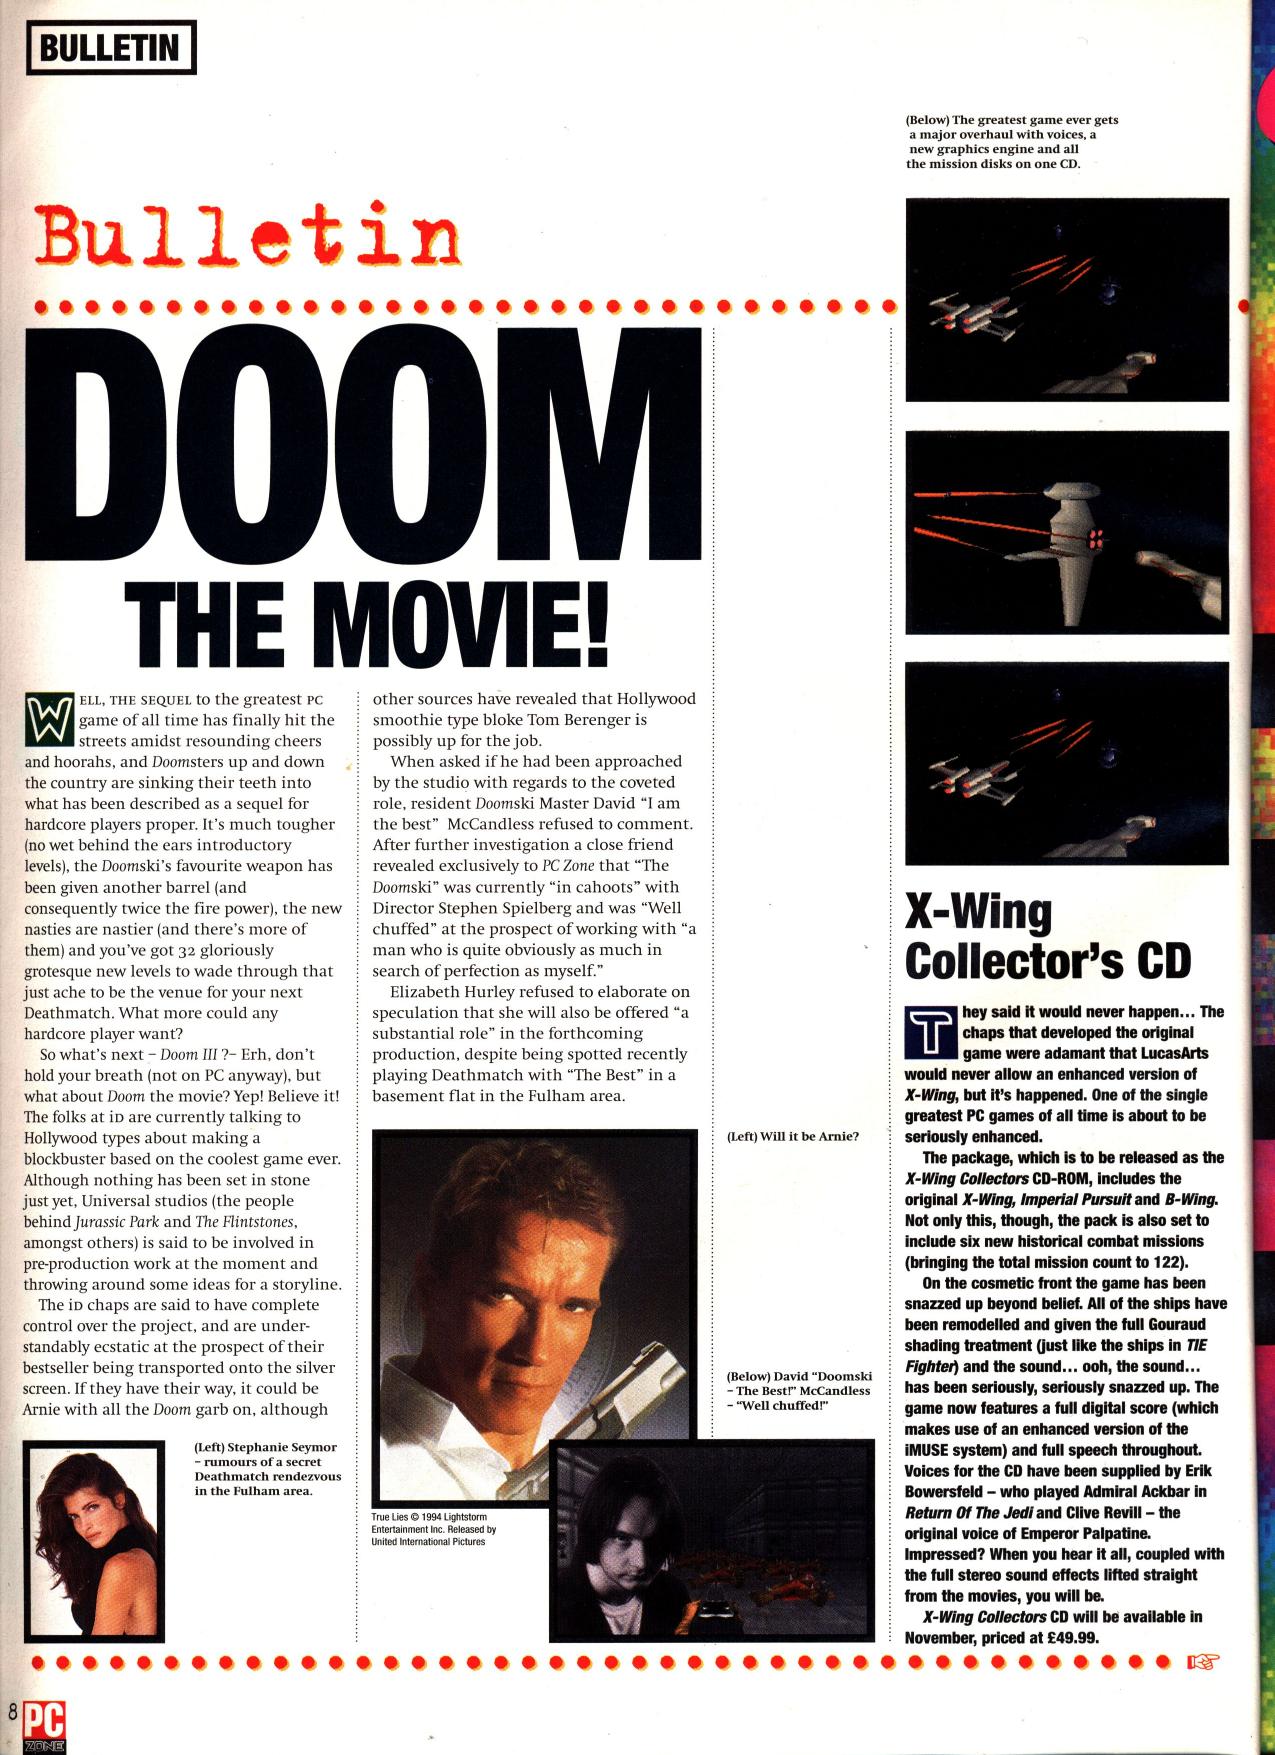 BULLETIN
(Below) The greatest game ever gets
a major overhaul with voices, a
new graphics engine and all
the mission disks on one CD.
Bulletin
DOOM
THE MOVIE!
WELL, THE SEQUEL to the greatest PC
game of all time has finally hit the
streets amidst resounding cheers
and hoorahs, and Doomsters up and down
the country are sinking their teeth into
what has been described as a sequel for
hardcore players proper. It's much tougher
(no wet behind the ears introductory
levels), the Doomski's favourite weapon has
been given another barrel (and
consequently twice the fire power), the new
nasties are nastier (and there's more of
them) and you've got 32 gloriously
grotesque new levels to wade through that
just ache to be the venue for your next
Deathmatch. What more could any
hardcore player want?
So what's next – Doom III ?– Erh, don't
hold your breath (not on PC anyway), but
what about Doom the movie? Yep! Believe it!
The folks at iD are currently talking to
Hollywood types about making a
blockbuster based on the coolest game ever.
Although nothing has been set in stone
just yet, Universal studios (the people
behind Jurassic Park and The Flintstones,
amongst others) is said to be involved in
pre-production work at the moment and
throwing around some ideas for a storyline.
The iD chaps are said to have complete
control over the project, and are under-
standably ecstatic at the prospect of their
bestseller being transported onto the silver
screen. If they have their way, it could be
Arnie with all the Doom garb on, although
(Left) Stephanie Seymor
– rumours of a secret
Deathmatch rendezvous
in the Fulham area.
other sources have revealed that Hollywood
smoothie type bloke Tom Berenger is
possibly up for the job.
When asked if he had been approached
by the studio with regards to the coveted
role, resident Doomski Master David “I am
the best” McCandless refused to comment.
After further investigation a close friend
revealed exclusively to PC Zone that “The
Doomski” was currently “in cahoots” with
Director Stephen Spielberg and was “Well
chuffed” at the prospect of working with “a
man who is quite obviously as much in
search of perfection as myself.”
Elizabeth Hurley refused to elaborate on
speculation that she will also be offered “a
substantial role” in the forthcoming
production, despite being spotted recently
playing Deathmatch with “The Best” in a
basement flat in the Fulham area.
(Left) Will it be Arnie?
(Below) David “Doomski
– The Best!” McCandless
– “Well chuffed!”
True Lies © 1994 Lightstorm
Entertainment Inc. Released by
United International Pictures
X-Wing
Collector's CD
They said it would never happen... The
chaps that developed the original
game were adamant that LucasArts
would never allow an enhanced version of
X-Wing, but it's happened. One of the single
greatest PC games of all time is about to be
seriously enhanced.
The package, which is to be released as the
X-Wing Collectors CD-ROM, includes the
original X-Wing, Imperial Pursuit and B-Wing.
Not only this, though, the pack is also set to
include six new historical combat missions
(bringing the total mission count to 122).
On the cosmetic front the game has been
snazzed up beyond belief. All of the ships have
been remodelled and given the full Gouraud
shading treatment (just like the ships in TIE
Fighter) and the sound... ooh, the sound...
has been seriously, seriously snazzed up. The
game now features a full digital score (which
makes use of an enhanced version of the
iMUSE system) and full speech throughout.
Voices for the CD have been supplied by Erik
Bowersfeld – who played Admiral Ackbar in
Return Of The Jedi and Clive Revill – the
original voice of Emperor Palpatine.
Impressed? When you hear it all, coupled with
the full stereo sound effects lifted straight
from the movies, you will be.
X-Wing Collectors CD will be available in
November, priced at £49.99.
8
PC
ZONE